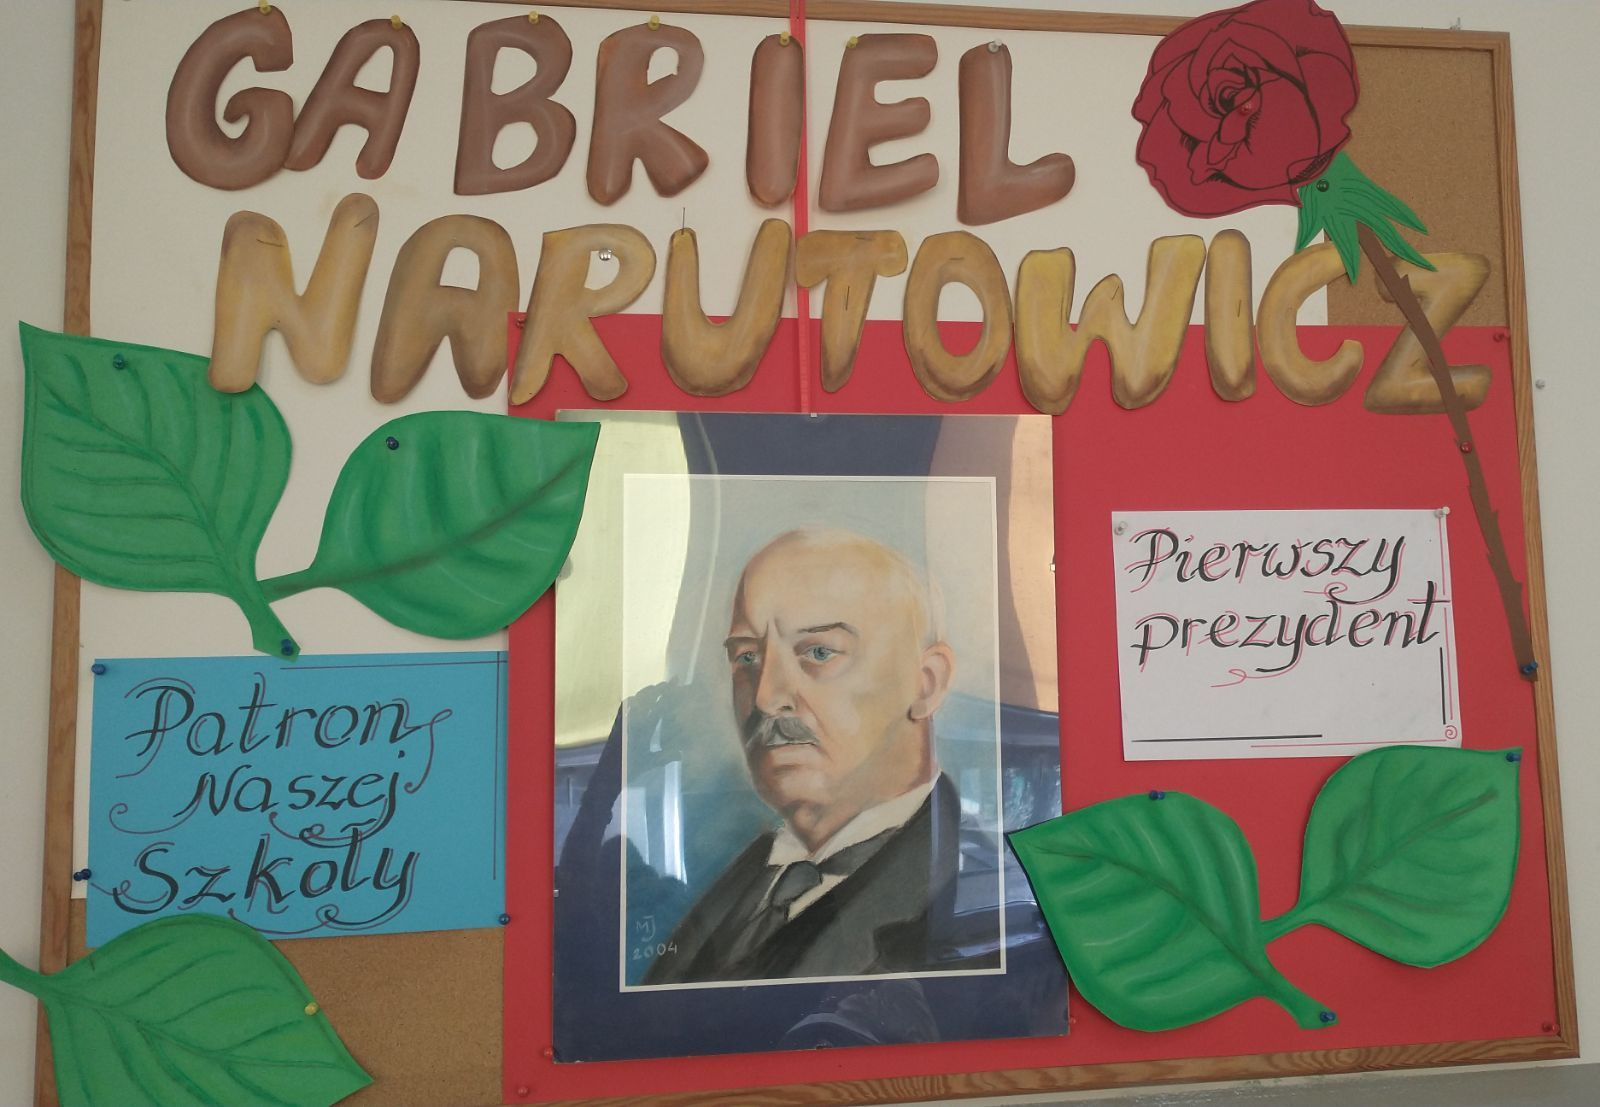 GABRIEL
NARUTOWICZ
Pierwszy
prezydent
Patron
Naszej
Szkoły
MJ
2004